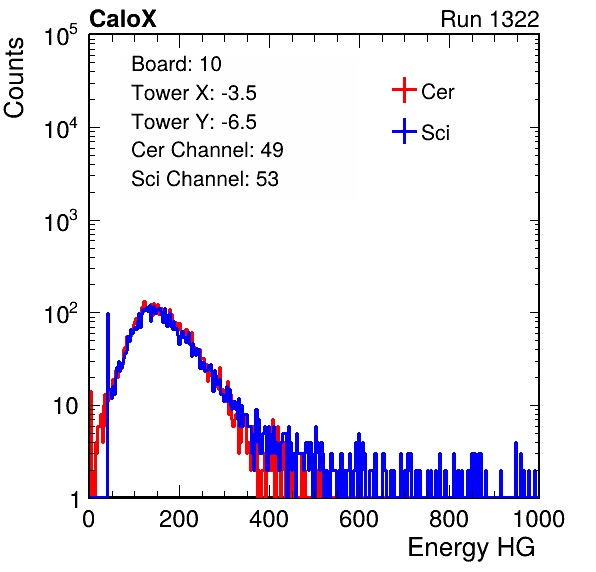 CaloX Run 1322
Counts
10^5
10^4
10^3
10^2
10
1
Board: 10
Tower X: -3.5
Tower Y: -6.5
Cer Channel: 49
Sci Channel: 53
Cer
Sci
0 200 400 600 800 1000
Energy HG